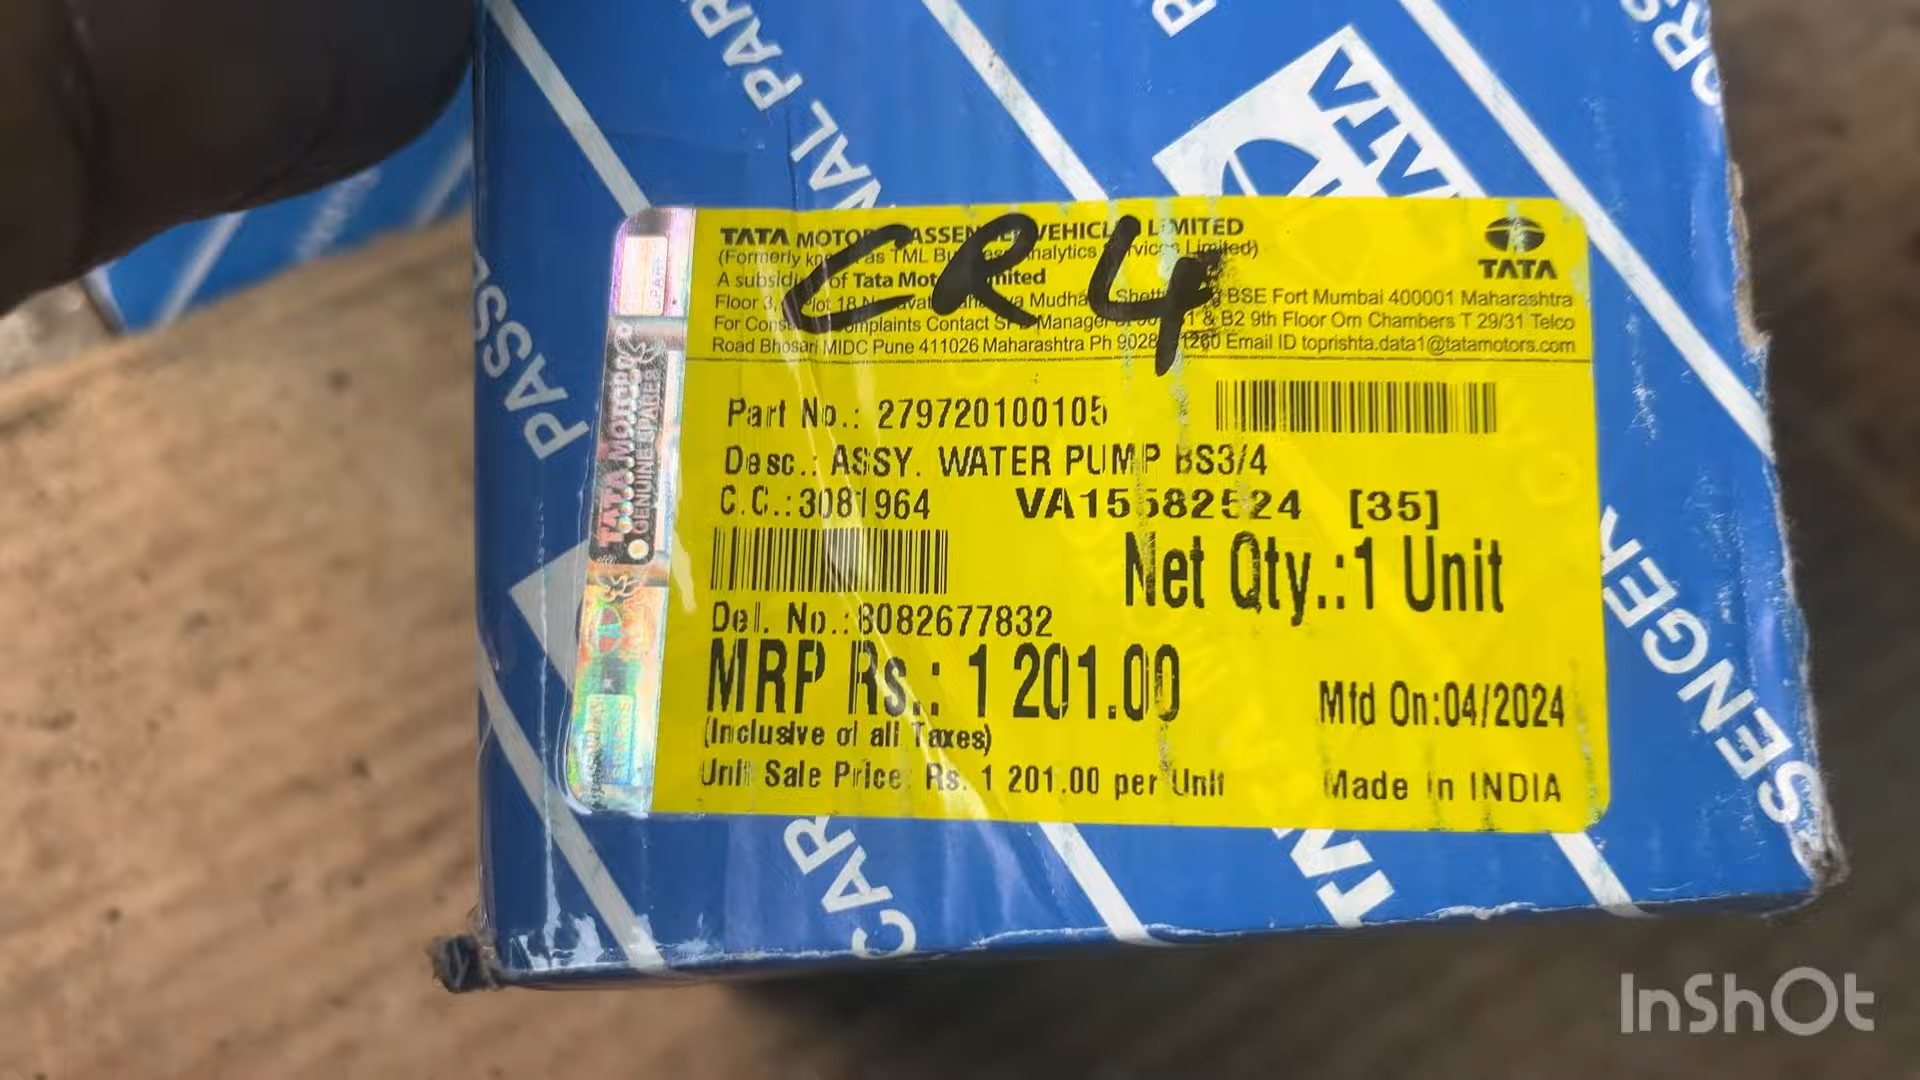 TATA
CR4
TATA MOTORS PASSENGER VEHICLES LIMITED
(Formerly known as TML Business Analytics Services Limited)
A subsidiary of Tata Motors Limited
TATA
Floor 3, Plot 18 BSE Fort Mumbai 400001 Maharashtra
For Consumer Complaints Contact Manager at & B2 9th Floor Om Chambers T 29/31 Telco
Road Bhosari MIDC Pune 411026 Maharashtra Ph Email ID toprishta.data1@tatamotors.com
Part No.: 279720100105
Desc.: ASSY. WATER PUMP BS3/4
C.C.:3081964 VA15582524 [35]
Net Qty.:1 Unit
Del. No.:8082677832
MRP Rs.: 1 201.00
(Inclusive of all Taxes)
Mfd On:04/2024
Unit Sale Price: Rs. 1 201.00 per Unit
Made in INDIA
TATA MOTORS
GENUINE SPARES
PASSENGER
CAR
InShOt